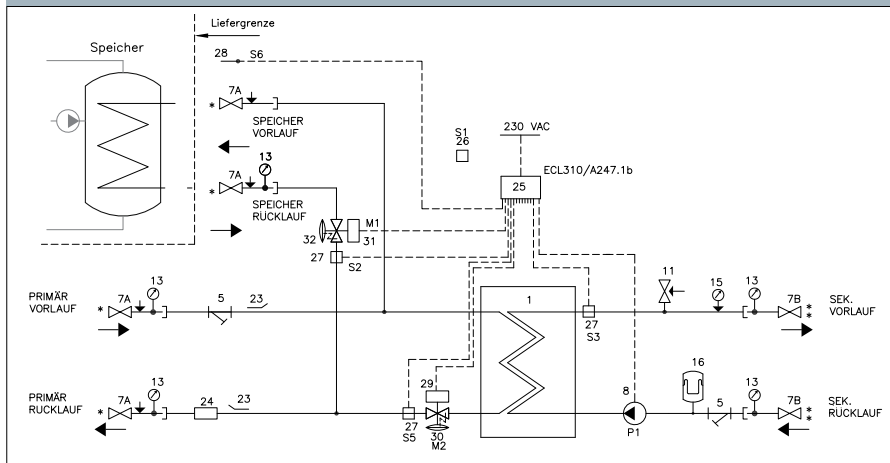 Liefergrenze
Speicher
28 S6
230 VAC
7A
*
SPEICHER
VORLAUF
S1
26
13
ECL310/A247.1b
25
7A
*
SPEICHER
RÜCKLAUF
M1
32 31
27 S2
11
PRIMÄR
VORLAUF
* 7A 13 5 23
1
27
S3
15 13 7B *
*
SEK.
VORLAUF
16
PRIMÄR
RUCKLAUF
* 7A 13 24 23
29
27
S5
30
M2
8
P1
5 13 7B *
*
SEK.
RÜCKLAUF